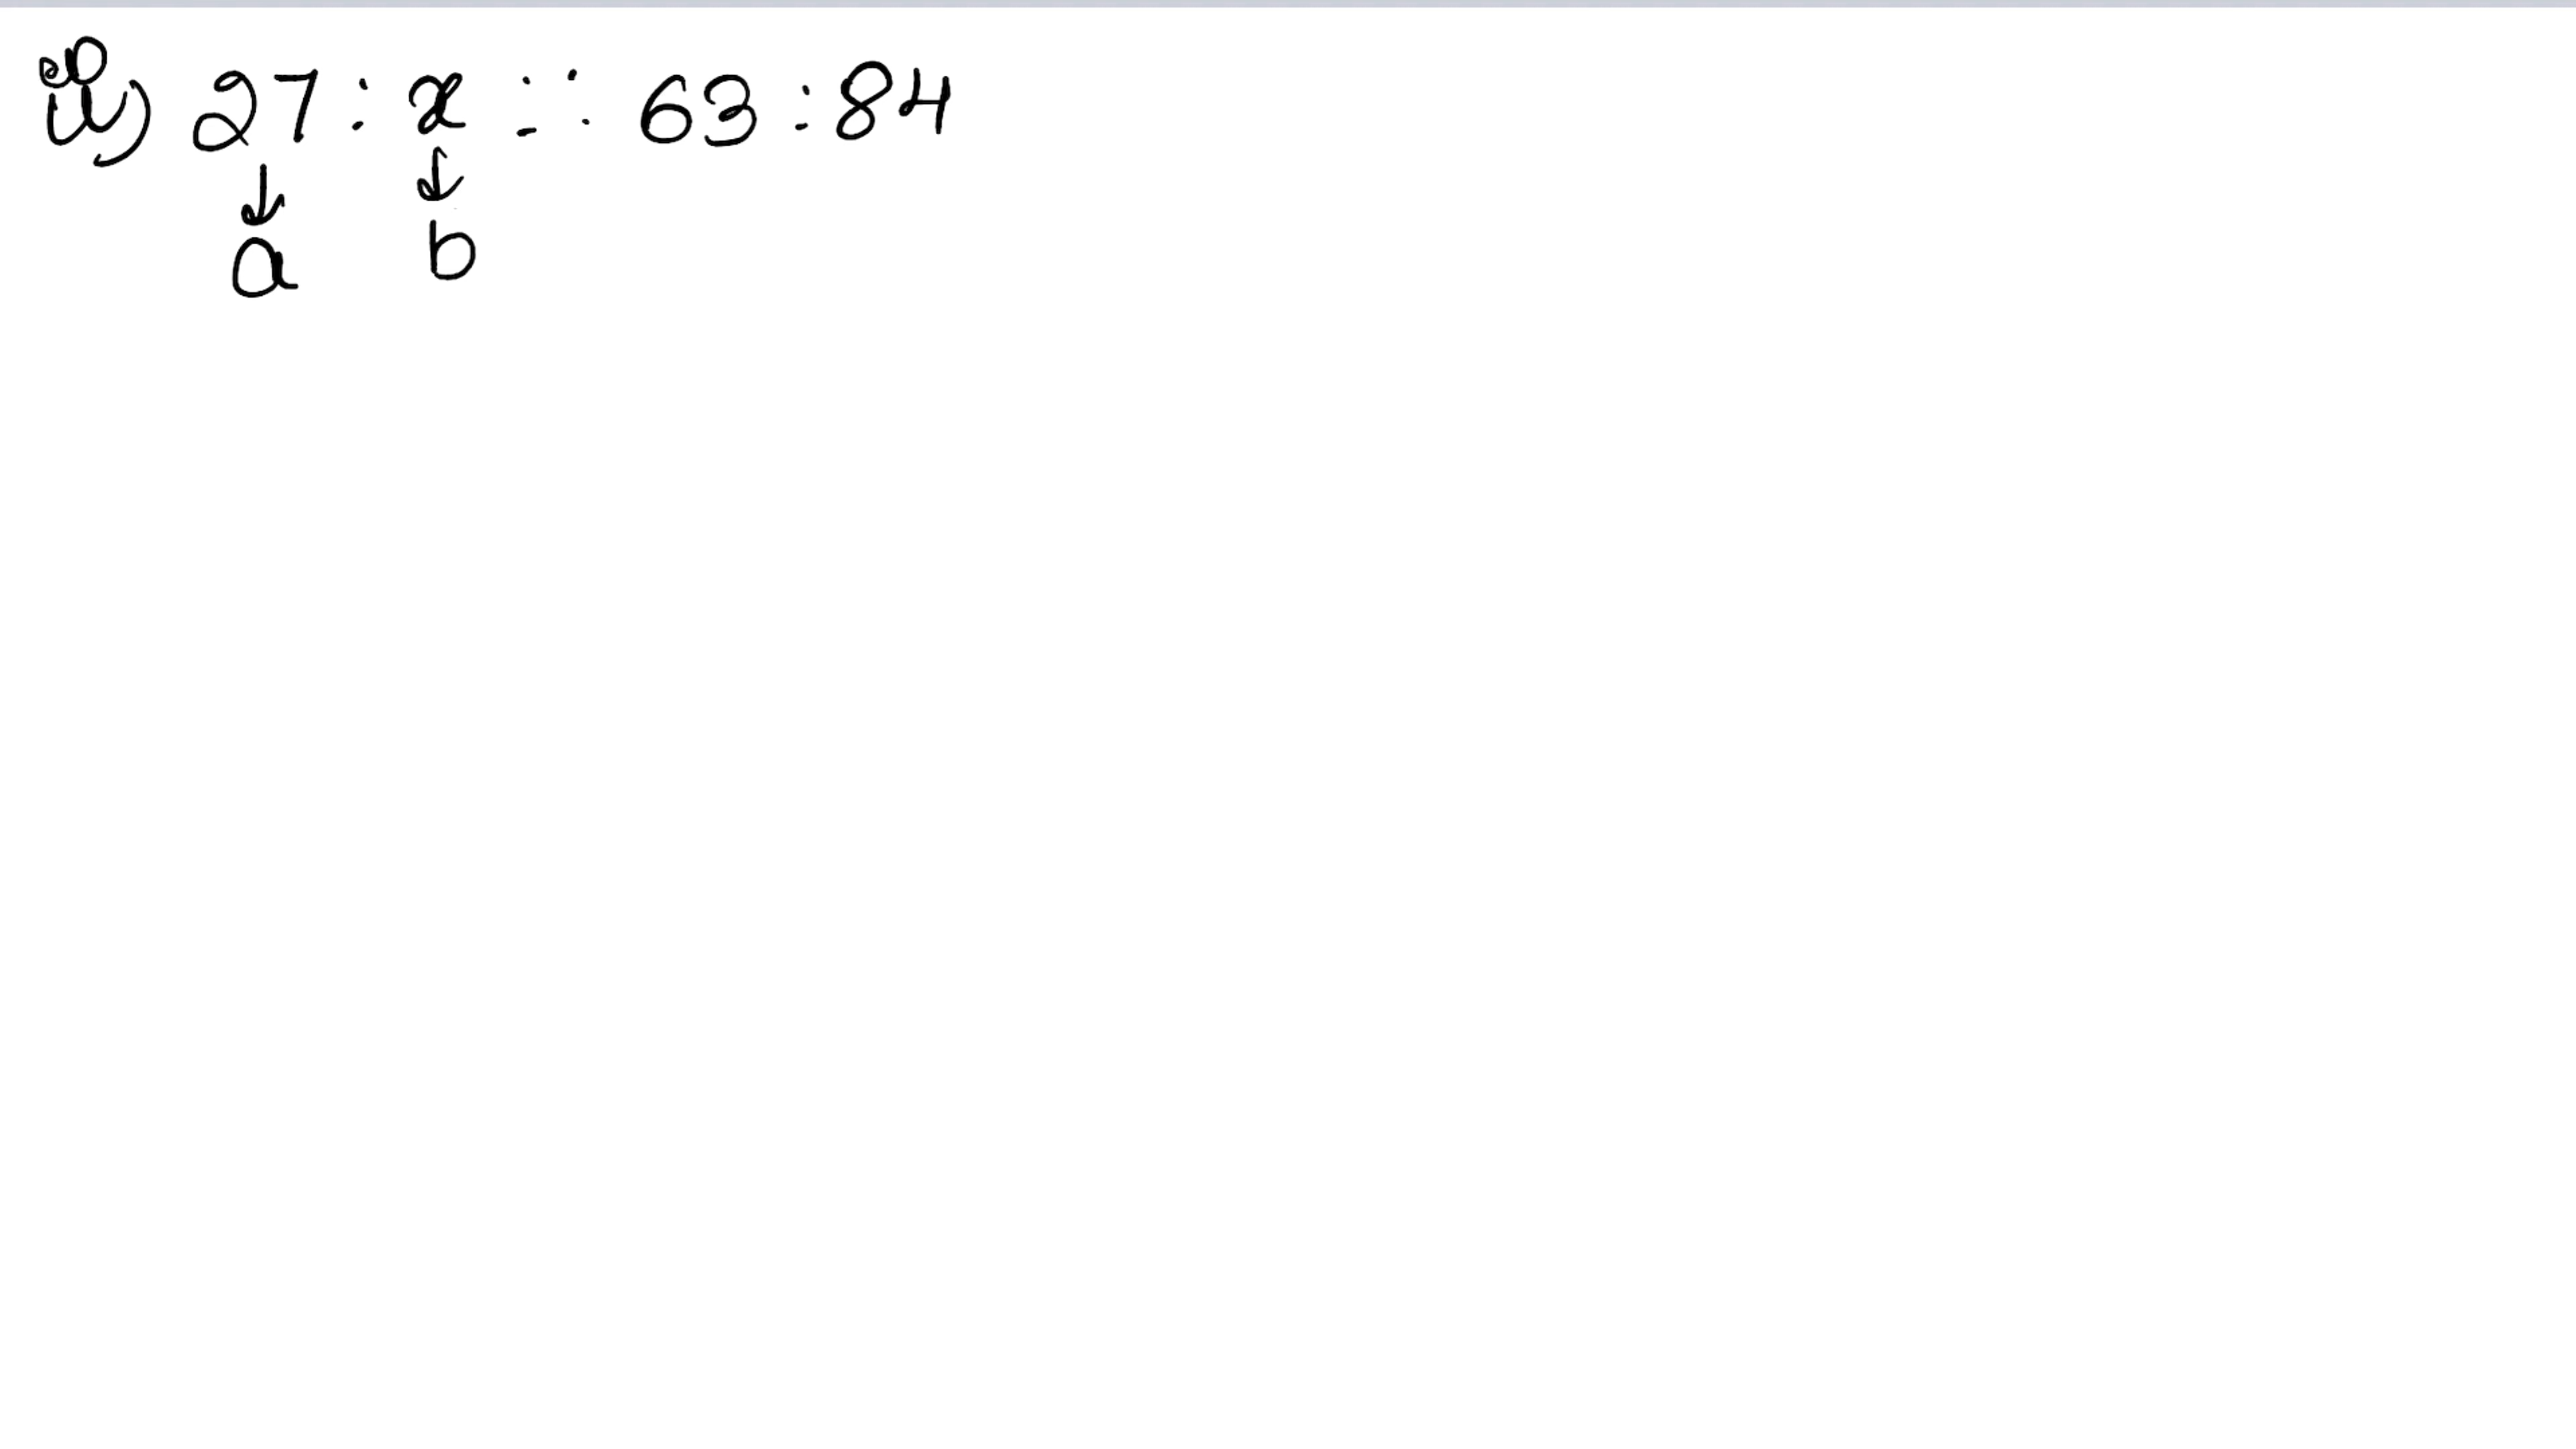 ii) 27 : x :: 63 : 84
↓ ↓
a b